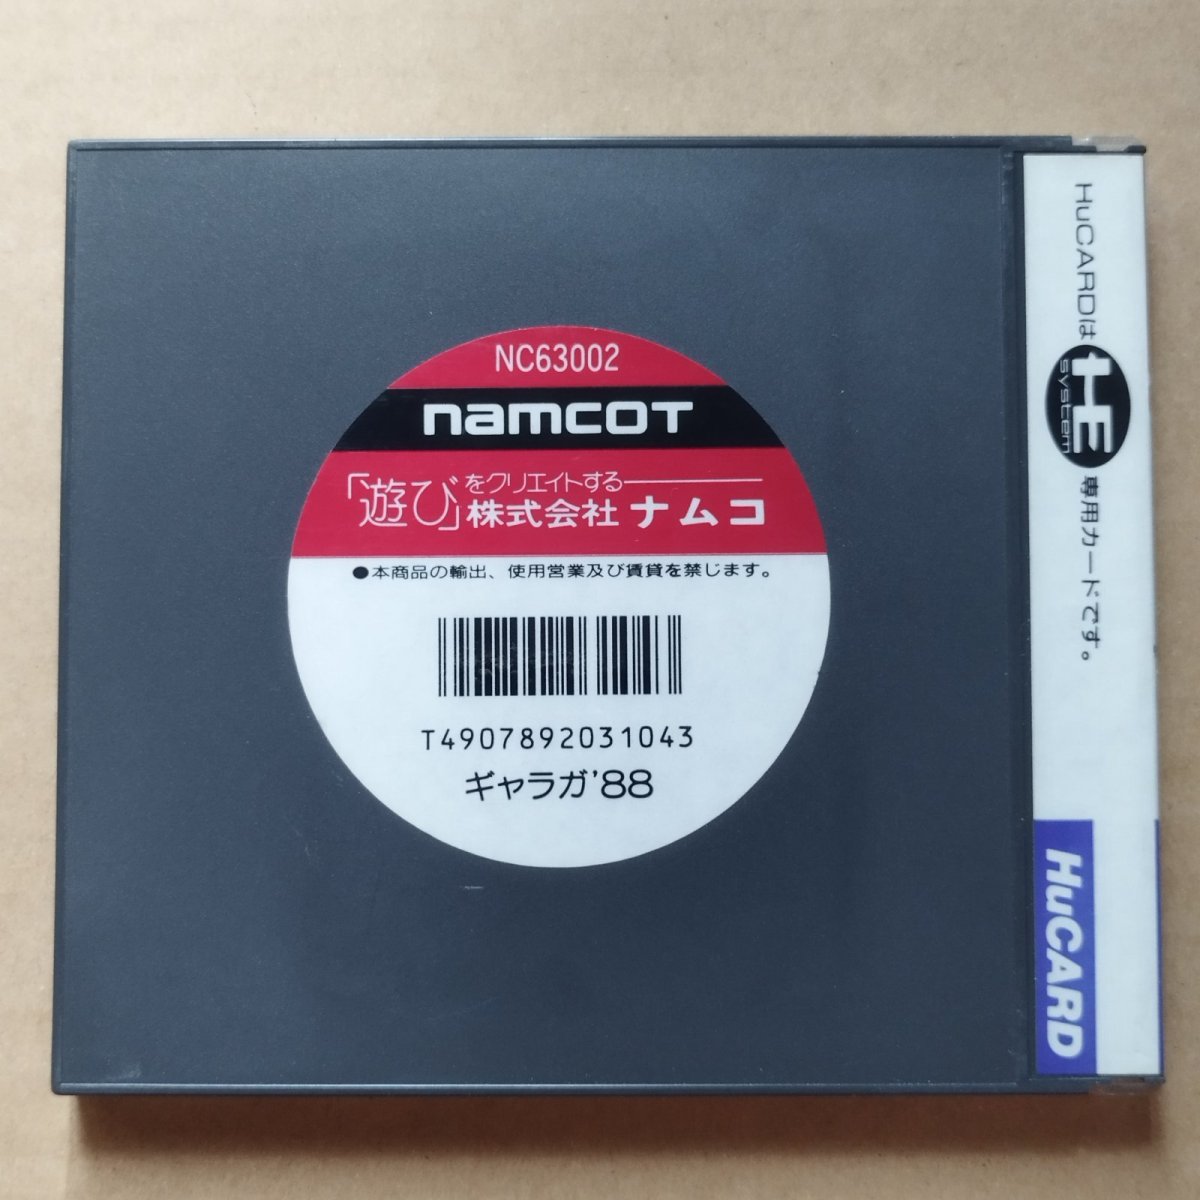 NC63002
namcot
「遊び」をクリエイトする
株式会社 ナムコ
●本商品の輸出、使用営業及び賃貸を禁じます。
T4907892031043
ギャラガ'88
HuCARDは HE system 専用カードです。
HuCARD